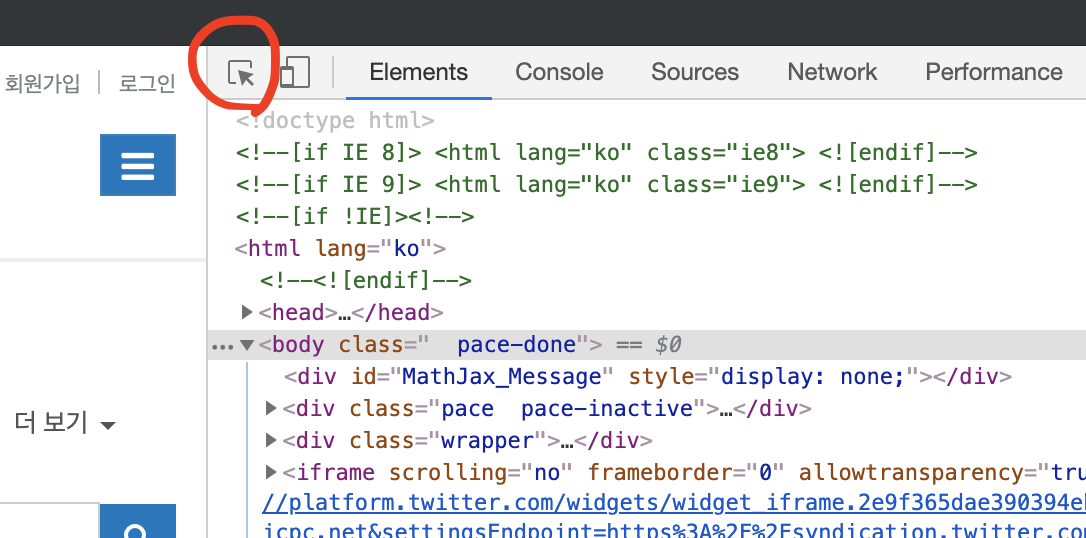 회원가입 로그인
Elements Console Sources Network Performance
<!doctype html>
<!--[if IE 8]> <html lang="ko" class="ie8"> <![endif]-->
<!--[if IE 9]> <html lang="ko" class="ie9"> <![endif]-->
<!--[if !IE]><!-->
<html lang="ko">
<!--<![endif]-->
<head>…</head>
<body class="  pace-done"> == $0
<div id="MathJax_Message" style="display: none;"></div>
<div class="pace  pace-inactive">…</div>
<div class="wrapper">…</div>
더 보기
<iframe scrolling="no" frameborder="0" allowtransparency="tru
//platform.twitter.com/widgets/widget_iframe.2e9f365dae390394e
icpc.net&settingsEndpoint=https%3A%2F%2Fsyndication.twitter.co